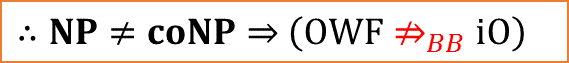 ∴ NP ≠ coNP ⇒ (OWF ⇏_BB iO)